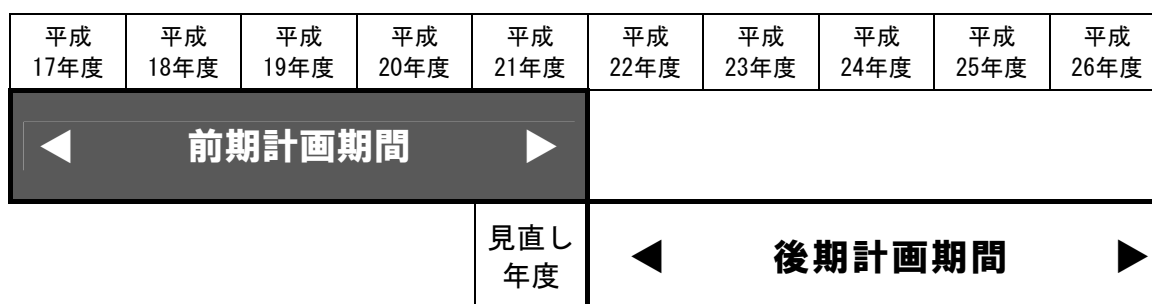 平成 平成 平成 平成 平成 平成 平成 平成 平成 平成
17年度 18年度 19年度 20年度 21年度 22年度 23年度 24年度 25年度 26年度
◀ 前期計画期間 ▶
見直し
年度
◀ 後期計画期間 ▶